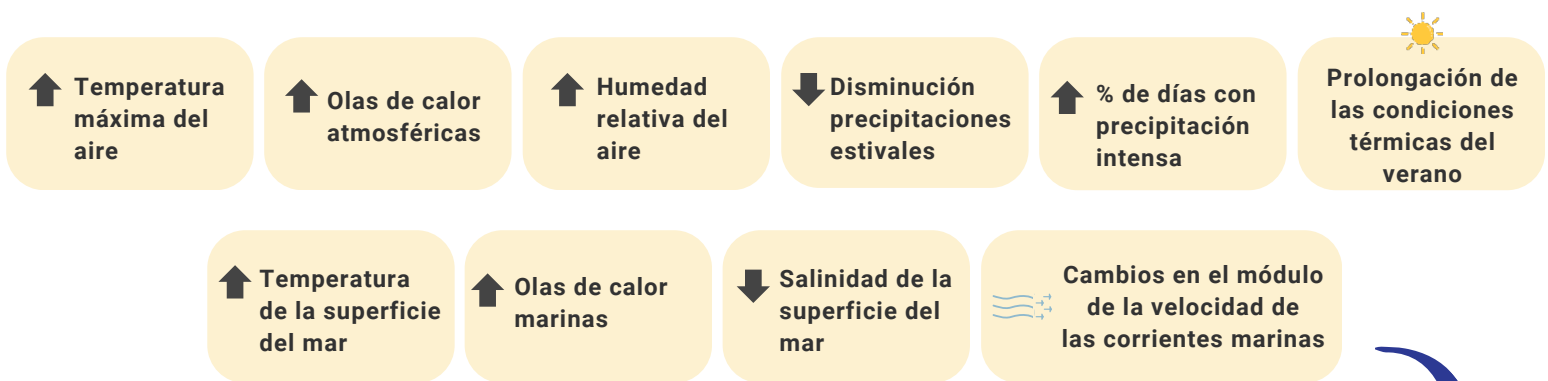 Temperatura
máxima del
aire
Olas de calor
atmosféricas
Humedad
relativa del
aire
Disminución
precipitaciones
estivales
% de días con
precipitación
intensa
Prolongación de
las condiciones
térmicas del
verano
Temperatura
de la superficie
del mar
Olas de calor
marinas
Salinidad de la
superficie del
mar
Cambios en el módulo
de la velocidad de
las corrientes marinas